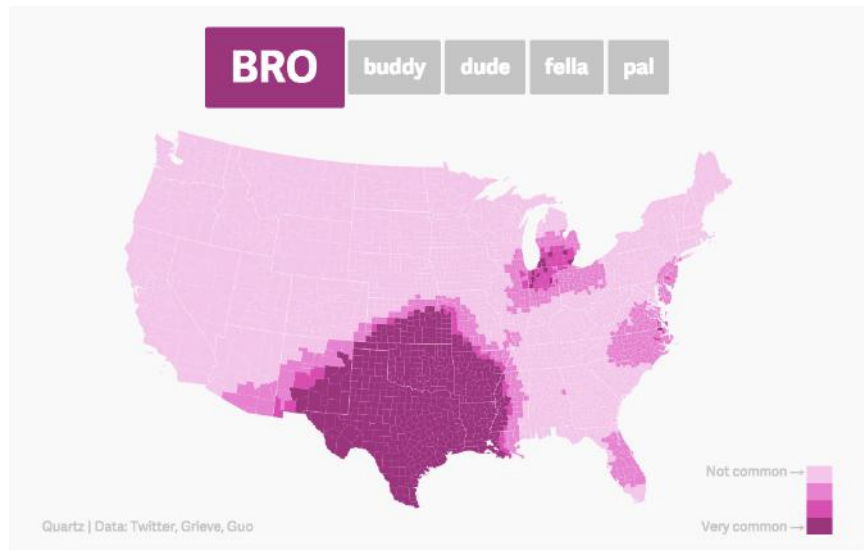 BRO buddy dude fella pal
Not common →
Very common →
Quartz | Data: Twitter, Grieve, Guo